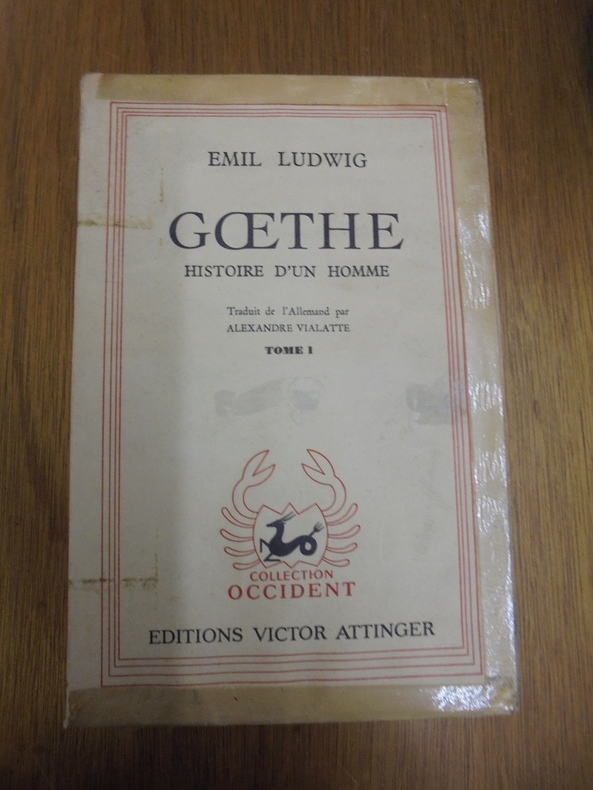 EMIL LUDWIG
GŒTHE
HISTOIRE D'UN HOMME
Traduit de l'Allemand par
ALEXANDRE VIALATTE
TOME I
COLLECTION
OCCIDENT
EDITIONS VICTOR ATTINGER